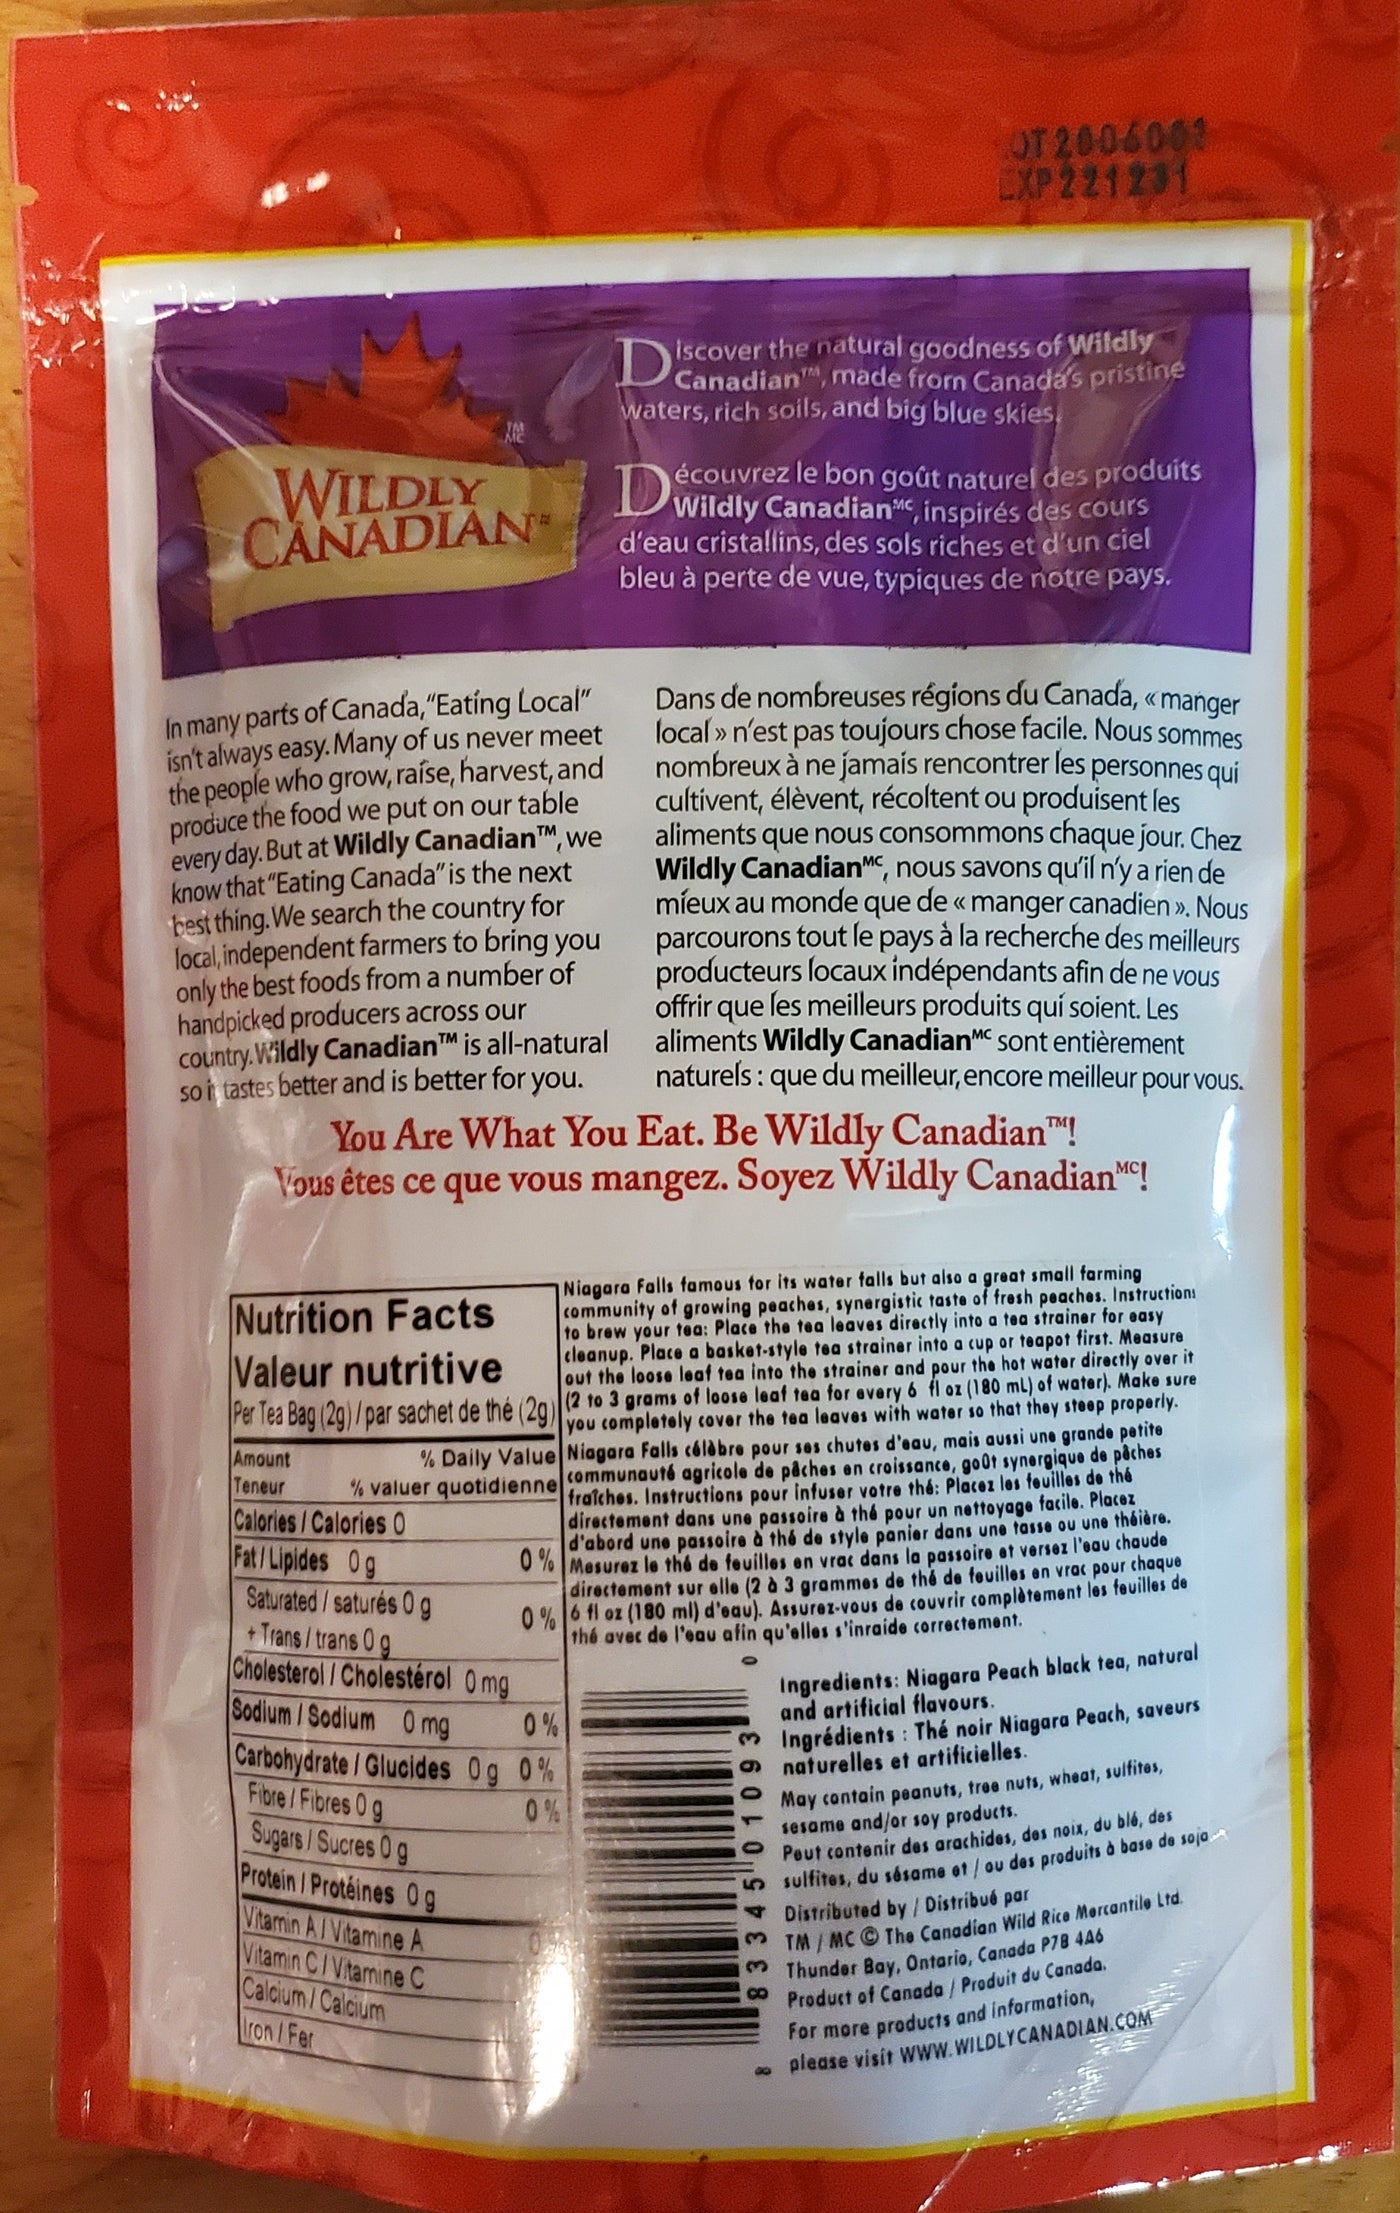 OT 2006001
EXP 221231
Discover the natural goodness of Wildly
Canadian™, made from Canada's pristine
waters, rich soils, and big blue skies.
TM
MC
WILDLY
CANADIAN
Découvrez le bon goût naturel des produits
Wildly Canadian MC, inspirés des cours
d'eau cristallins, des sols riches et d'un ciel
bleu à perte de vue, typiques de notre pays.
In many parts of Canada, "Eating Local"
isn't always easy. Many of us never meet
the people who grow, raise, harvest, and
produce the food we put on our table
every day. But at Wildly Canadian™, we
know that "Eating Canada" is the next
best thing. We search the country for
local, independent farmers to bring you
only the best foods from a number of
handpicked producers across our
country. Wildly Canadian™ is all-natural
so it tastes better and is better for you.
Dans de nombreuses régions du Canada, « manger
local » n'est pas toujours chose facile. Nous sommes
nombreux à ne jamais rencontrer les personnes qui
cultivent, élèvent, récoltent ou produisent les
aliments que nous consommons chaque jour. Chez
Wildly Canadian MC, nous savons qu'il n'y a rien de
mieux au monde que de « manger canadien ». Nous
parcourons tout le pays à la recherche des meilleurs
producteurs locaux indépendants afin de ne vous
offrir que les meilleurs produits qui soient. Les
aliments Wildly Canadian MC sont entièrement
naturels : que du meilleur, encore meilleur pour vous.
You Are What You Eat. Be Wildly Canadian™!
Vous êtes ce que vous mangez. Soyez Wildly Canadian MC!
Nutrition Facts
Valeur nutritive
Per Tea Bag (2g) / par sachet de thé (2g)
Amount % Daily Value
Teneur % valuer quotidienne
Calories / Calories 0
Fat / Lipides 0 g 0 %
Saturated / saturés 0 g 0 %
+ Trans / trans 0 g
Cholesterol / Cholestérol 0 mg
Sodium / Sodium 0 mg 0 %
Carbohydrate / Glucides 0 g 0 %
Fibre / Fibres 0 g 0 %
Sugars / Sucres 0 g
Protein / Protéines 0 g
Vitamin A / Vitamine A
Vitamin C / Vitamine C
Calcium / Calcium
Iron / Fer
Niagara Falls famous for its water falls but also a great small farming
community of growing peaches, synergistic taste of fresh peaches. Instructions
to brew your tea: Place the tea leaves directly into a tea strainer for easy
cleanup. Place a basket-style tea strainer into a cup or teapot first. Measure
out the loose leaf tea into the strainer and pour the hot water directly over it
(2 to 3 grams of loose leaf tea for every 6 fl oz (180 mL) of water). Make sure
you completely cover the tea leaves with water so that they steep properly.
Niagara Falls célèbre pour ses chutes d'eau, mais aussi une grande petite
communauté agricole de pêches en croissance, goût synergique de pêches
fraîches. Instructions pour infuser votre thé: Placez les feuilles de thé
directement dans une passoire à thé pour un nettoyage facile. Placez
d'abord une passoire à thé de style panier dans une tasse ou une théière.
Mesurez le thé de feuilles en vrac dans la passoire et versez l'eau chaude
directement sur elle (2 à 3 grammes de thé de feuilles en vrac pour chaque
6 fl oz (180 ml) d'eau). Assurez-vous de couvrir complètement les feuilles de
thé avec de l'eau afin qu'elles s'inraide correctement.
8 83345 01093 0
Ingredients: Niagara Peach black tea, natural
and artificial flavours.
Ingrédients : Thé noir Niagara Peach, saveurs
naturelles et artificielles.
May contain peanuts, tree nuts, wheat, sulfites,
sesame and/or soy products.
Peut contenir des arachides, des noix, du blé, des
sulfites, du sésame et / ou des produits à base de soja
Distributed by / Distribué par
TM / MC © The Canadian Wild Rice Mercantile Ltd.
Thunder Bay, Ontario, Canada P7B 4A6
Product of Canada / Produit du Canada.
For more products and information,
please visit WWW.WILDLYCANADIAN.COM